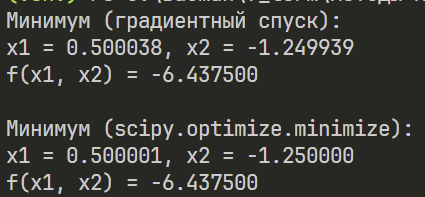 Минимум (градиентный спуск):
x1 = 0.500038, x2 = -1.249939
f(x1, x2) = -6.437500
Минимум (scipy.optimize.minimize):
x1 = 0.500001, x2 = -1.250000
f(x1, x2) = -6.437500